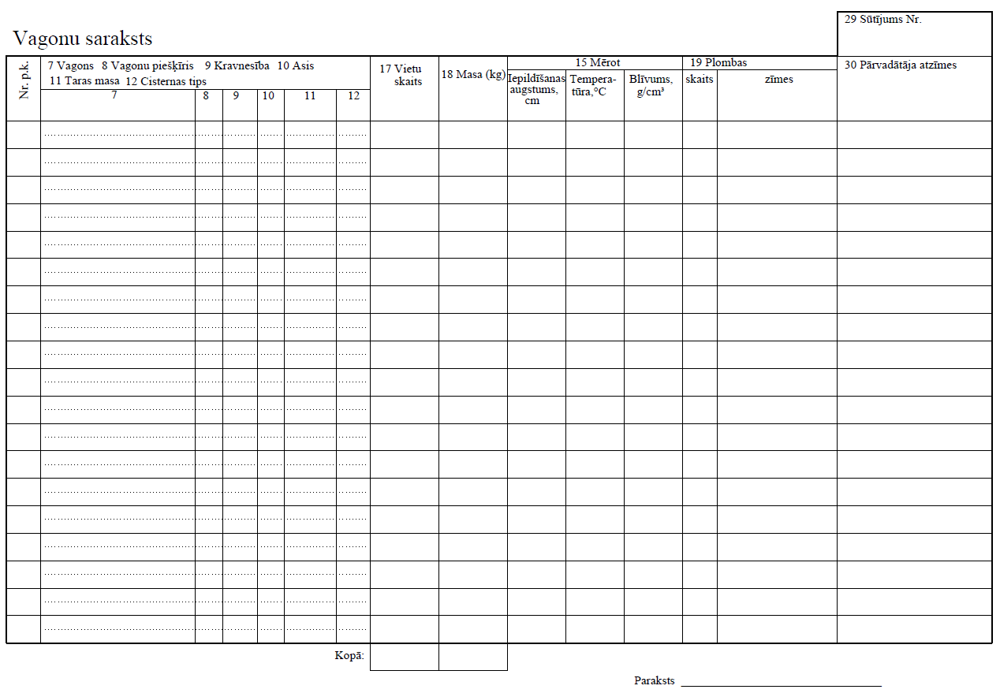 29 Sūtījums Nr.
Vagonu saraksts
Nr. p.k.
7 Vagons 8 Vagonu piešķīris 9 Kravnesība 10 Asis
11 Taras masa 12 Cisternas tips
7 8 9 10 11 12
17 Vietu
skaits
18 Masa (kg)
15 Mērot
Iepildīšanas
augstums,
cm
Tempera-
tūra,°C
Blīvums,
g/cm³
19 Plombas
skaits
zīmes
30 Pārvadātāja atzīmes
Kopā:
Paraksts